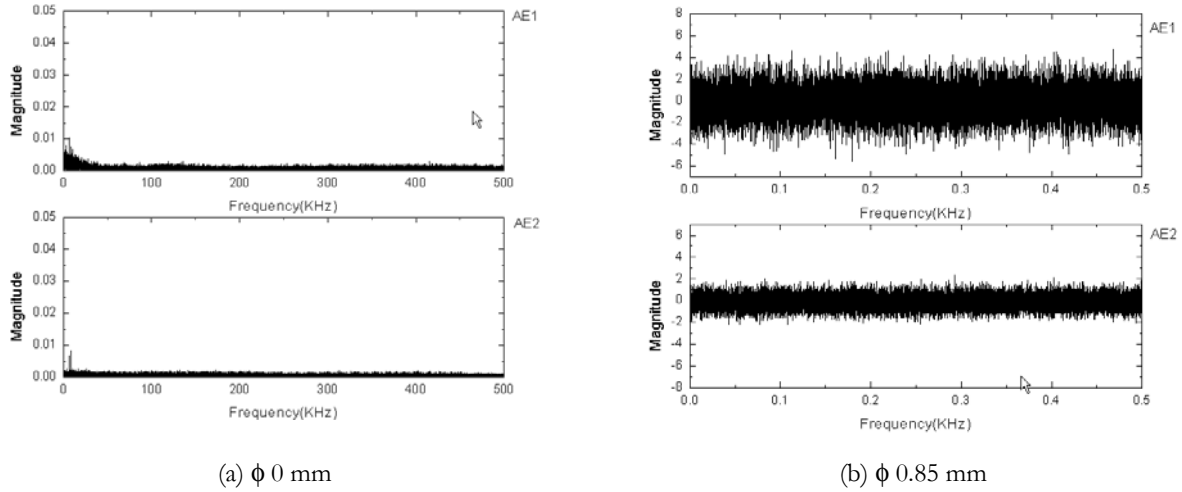 0.05
0.04
0.03
0.02
0.01
0.00
Magnitude
AE1
0 100 200 300 400 500
Frequency(KHz)
0.05
0.04
0.03
0.02
0.01
0.00
Magnitude
AE2
0 100 200 300 400 500
Frequency(KHz)
(a) ϕ 0 mm
8
6
4
2
0
-2
-4
-6
Magnitude
AE1
0.0 0.1 0.2 0.3 0.4 0.5
Frequency(KHz)
6
4
2
0
-2
-4
-6
-8
Magnitude
AE2
0.0 0.1 0.2 0.3 0.4 0.5
Frequency(KHz)
(b) ϕ 0.85 mm